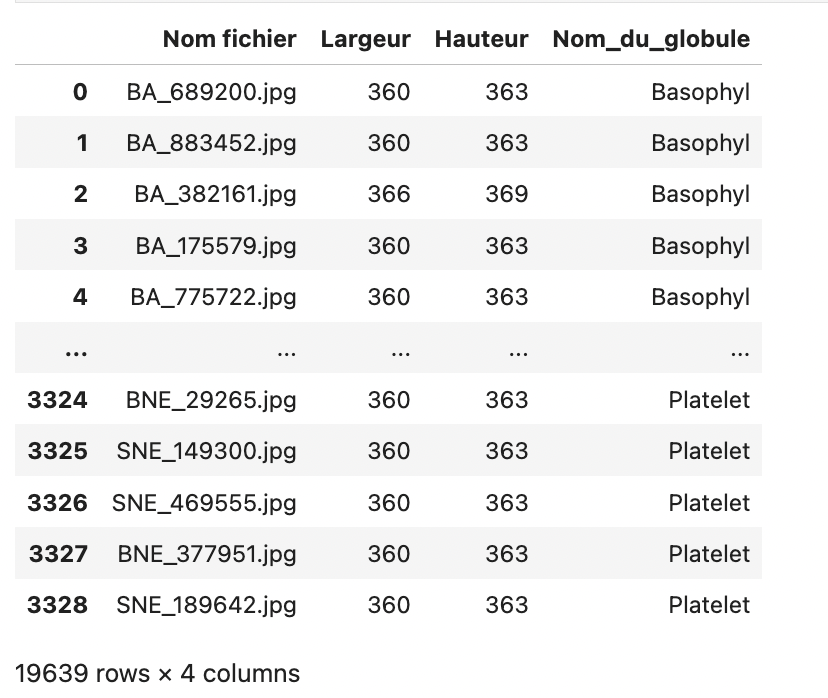 Nom fichier Largeur Hauteur Nom_du_globule
0 BA_689200.jpg 360 363 Basophyl
1 BA_883452.jpg 360 363 Basophyl
2 BA_382161.jpg 366 369 Basophyl
3 BA_175579.jpg 360 363 Basophyl
4 BA_775722.jpg 360 363 Basophyl
... ... ... ... ...
3324 BNE_29265.jpg 360 363 Platelet
3325 SNE_149300.jpg 360 363 Platelet
3326 SNE_469555.jpg 360 363 Platelet
3327 BNE_377951.jpg 360 363 Platelet
3328 SNE_189642.jpg 360 363 Platelet
19639 rows × 4 columns